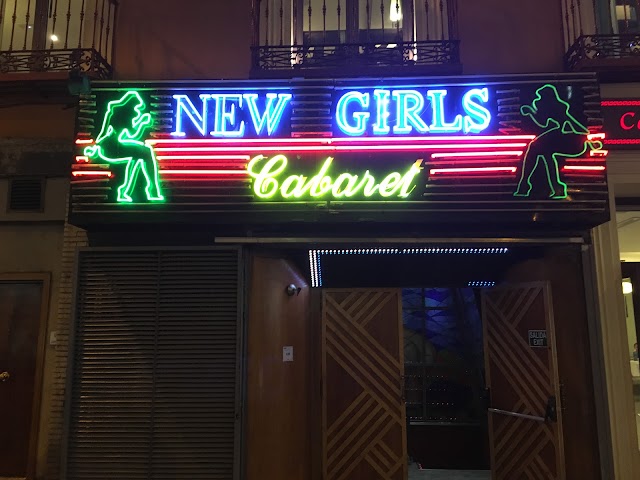 NEW GIRLS
Cabaret
SALIDA
EXIT